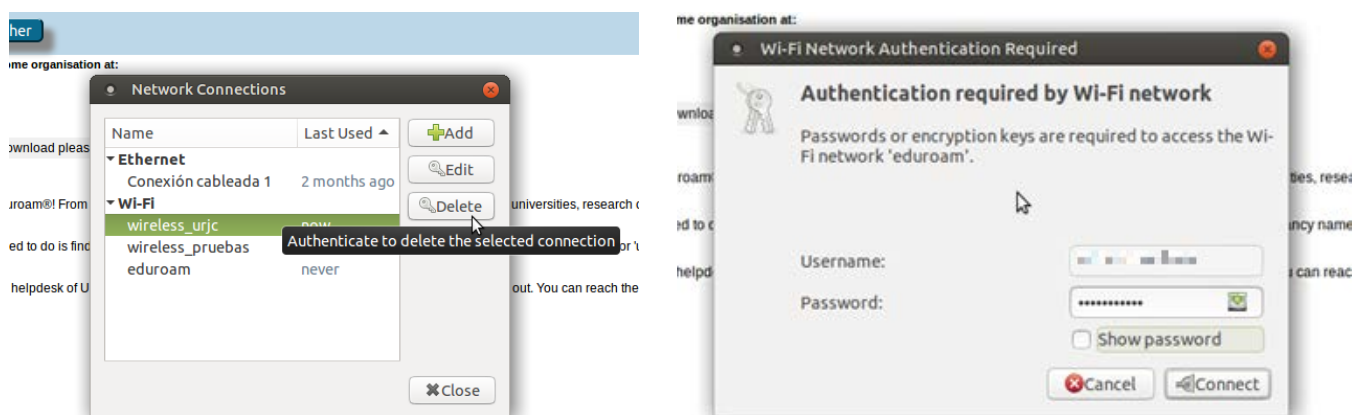 her
me organisation at:
Network Connections
Name Last Used
Add
Ethernet
Edit
Conexión cableada 1 2 months ago
ownload pleas
Wi-Fi
Delete
uroam®! From
universities, research
wireless_urjc now
Authenticate to delete the selected connection
ed to do is find
wireless_pruebas
or 'u
eduroam never
helpdesk of U
out. You can reach the
Close
me organisation at:
Wi-Fi Network Authentication Required
Authentication required by Wi-Fi network
wnloa
Passwords or encryption keys are required to access the Wi-
Fi network 'eduroam'.
roam
ties, resea
ed to d
ancy name
Username:
helpd
u can reac
Password: •••••••••••
Show password
Cancel
Connect